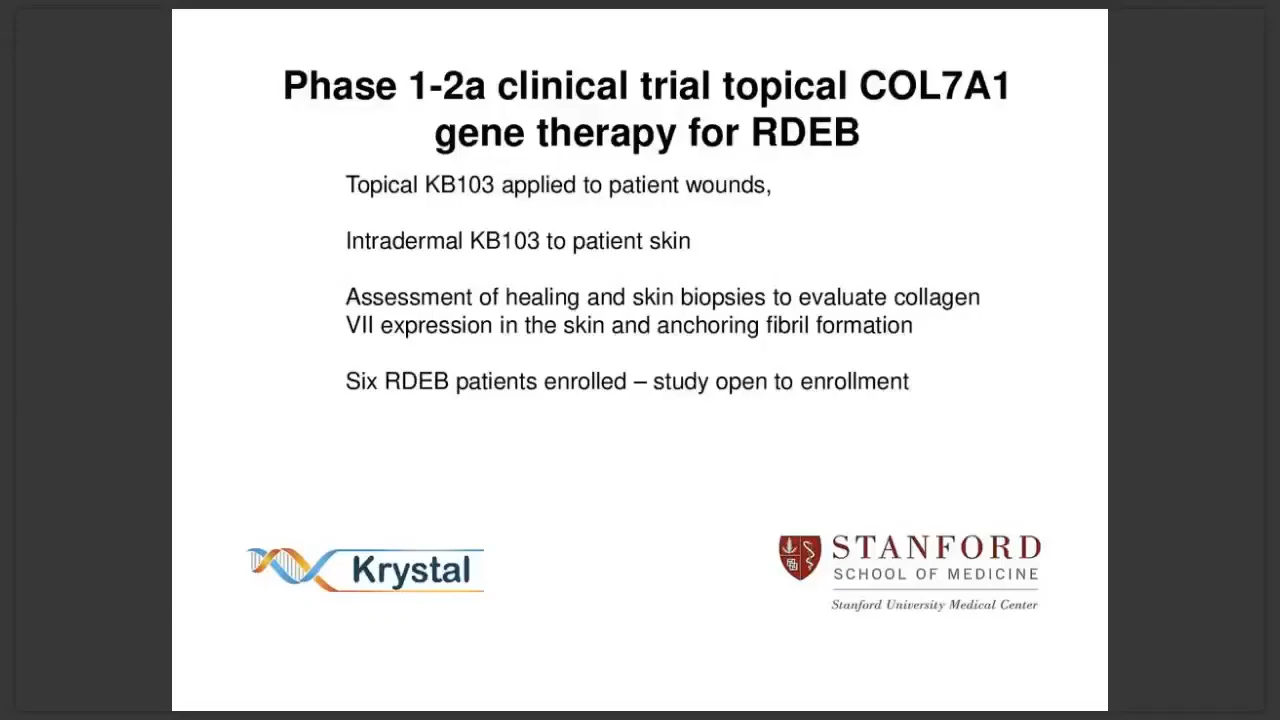 Phase 1-2a clinical trial topical COL7A1
gene therapy for RDEB
Topical KB103 applied to patient wounds,
Intradermal KB103 to patient skin
Assessment of healing and skin biopsies to evaluate collagen
VII expression in the skin and anchoring fibril formation
Six RDEB patients enrolled – study open to enrollment
Krystal
STANFORD
SCHOOL OF MEDICINE
Stanford University Medical Center